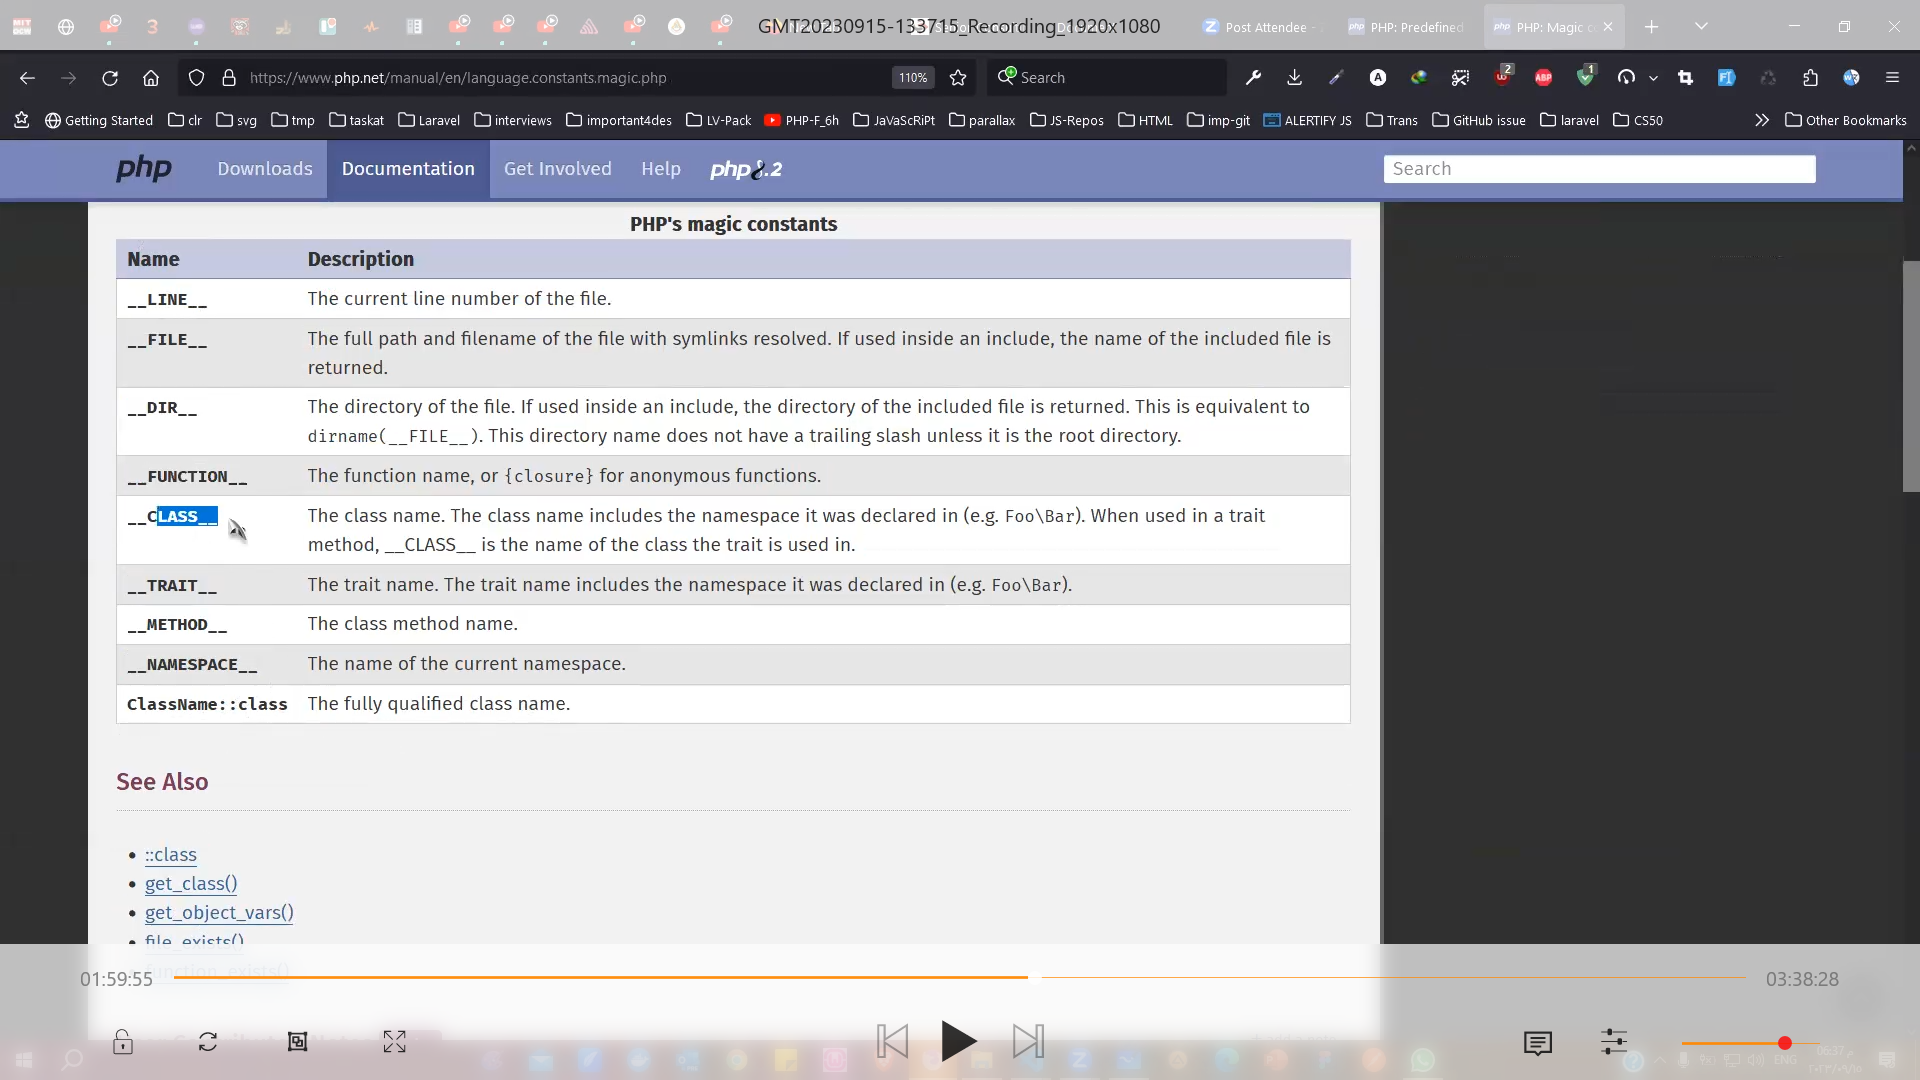 GMT20230915-133715_Recording_1920x1080
Post Attendee -
PHP: Predefined
PHP: Magic c
https://www.php.net/manual/en/language.constants.magic.php
110%
Search
2
ABP
1
Getting Started
clr
svg
tmp
taskat
Laravel
interviews
important4des
LV-Pack
PHP-F_6h
JaVaScRiPt
parallax
JS-Repos
HTML
imp-git
ALERTIFY JS
Trans
GitHub issue
laravel
CS50
Other Bookmarks
php
Downloads
Documentation
Get Involved
Help
php8.2
Search
PHP's magic constants
Name Description
__LINE__ The current line number of the file.
__FILE__ The full path and filename of the file with symlinks resolved. If used inside an include, the name of the included file is
returned.
__DIR__ The directory of the file. If used inside an include, the directory of the included file is returned. This is equivalent to
dirname(__FILE__). This directory name does not have a trailing slash unless it is the root directory.
__FUNCTION__ The function name, or {closure} for anonymous functions.
__CLASS__ The class name. The class name includes the namespace it was declared in (e.g. Foo\Bar). When used in a trait
method, __CLASS__ is the name of the class the trait is used in.
__TRAIT__ The trait name. The trait name includes the namespace it was declared in (e.g. Foo\Bar).
__METHOD__ The class method name.
__NAMESPACE__ The name of the current namespace.
ClassName::class The fully qualified class name.
See Also
::class
get_class()
get_object_vars()
file_exists()
function_exists()
01:59:55
03:38:28
ENG
06:37